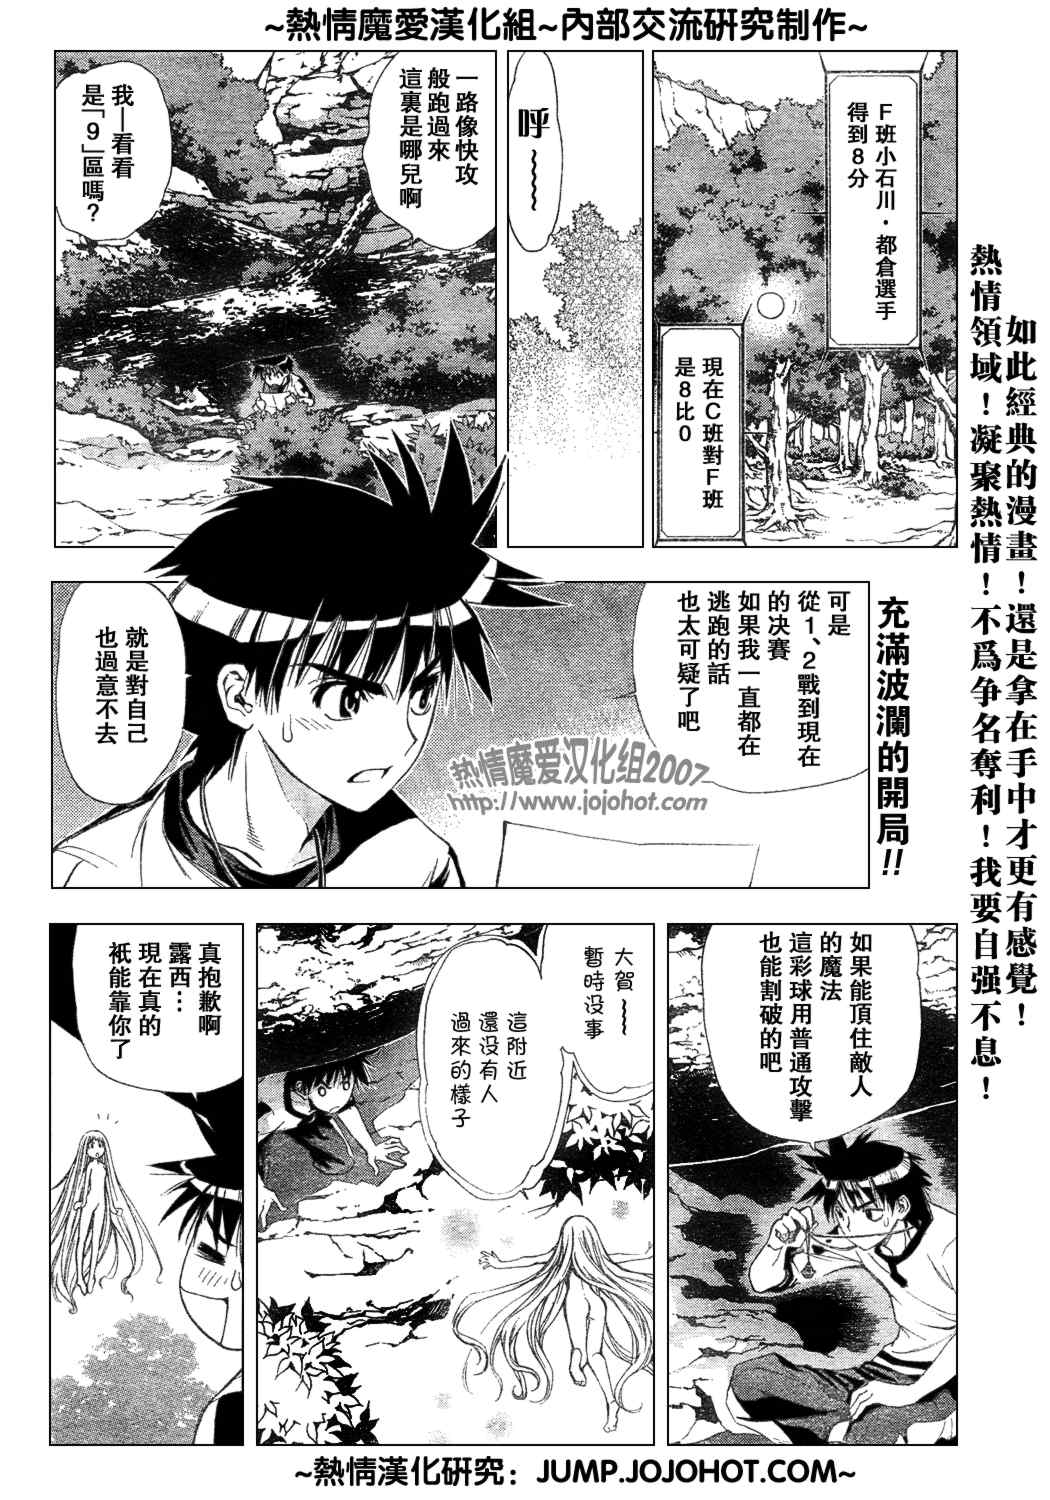 ~熱情魔愛漢化組~內部交流研究制作~
F班小石川．都倉選手
得到8分
現在C班對F班
是8比0
呼~~~~
一路像快攻
般跑過來
這裏是哪兒啊
我—看看
是「9」區嗎?
如此經典的漫畫！還是拿在手中才更有感覺！
熱情領域！凝聚熱情！不爲争名奪利！我要自强不息！
充滿波瀾的開局!!
可是
從1、2戰到現在
的决賽
如果我一直都在
逃跑的話
也太可疑了吧
就是對自己
也過意不去
熱情魔爱汉化组2007
http://www.jojohot.com
如果能頂住敵人
的魔法
這彩球用普通攻擊
也能割破的吧
大賀~~
暫時没事
這附近
還没有人
過來的樣子
真抱歉啊
露西…
現在真的
衹能靠你了
~熱情漢化研究：JUMP.JOJOHOT.COM~